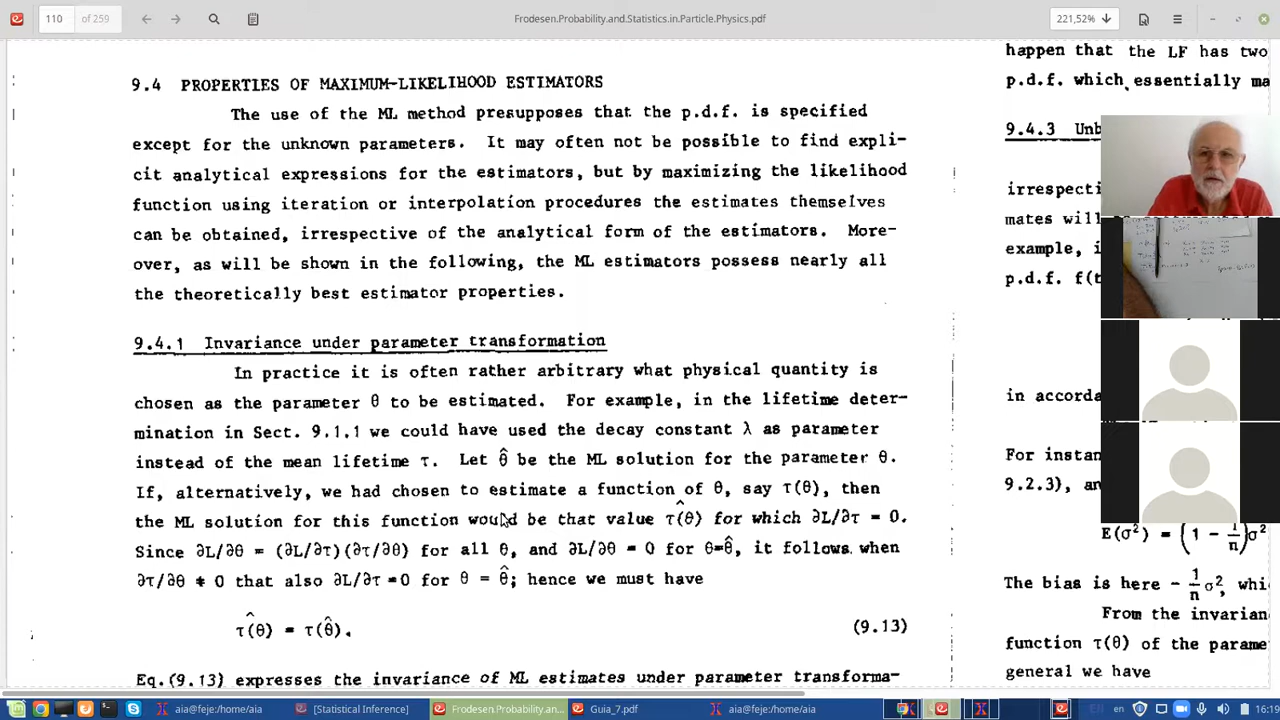 110
of 259
Frodesen.Probability.and.Statistics.in.Particle.Physics.pdf
221,52%
9.4 PROPERTIES OF MAXIMUM-LIKELIHOOD ESTIMATORS
The use of the ML method presupposes that the p.d.f. is specified
except for the unknown parameters. It may often not be possible to find expli-
cit analytical expressions for the estimators, but by maximizing the likelihood
function using iteration or interpolation procedures the estimates themselves
can be obtained, irrespective of the analytical form of the estimators. More-
over, as will be shown in the following, the ML estimators possess nearly all
the theoretically best estimator properties.
9.4.1 Invariance under parameter transformation
In practice it is often rather arbitrary what physical quantity is
chosen as the parameter θ to be estimated. For example, in the lifetime deter-
mination in Sect. 9.1.1 we could have used the decay constant λ as parameter
instead of the mean lifetime τ. Let θ̂ be the ML solution for the parameter θ.
If, alternatively, we had chosen to estimate a function of θ, say τ(θ), then
the ML solution for this function would be that value τ̂(θ) for which ∂L/∂τ = 0.
Since ∂L/∂θ = (∂L/∂τ)(∂τ/∂θ) for all θ, and ∂L/∂θ = 0 for θ=θ̂, it follows when
∂τ/∂θ ≠ 0 that also ∂L/∂τ =0 for θ = θ̂; hence we must have
τ̂(θ) = τ(θ̂). (9.13)
Eq.(9.13) expresses the invariance of ML estimates under parameter transforma-
happen that the LF has two
p.d.f. which essentially ma
9.4.3 Unb
irrespecti
mates will
example, i
p.d.f. f(t
in accorda
For instan
9.2.3), an
E(σ̂²) = (1 - 1/n)σ²
The bias is here - 1/n σ², whi
From the invarian
function τ(θ) of the parame
general we have
aia@feje: /home/aia
[Statistical Inference]
Frodesen.Probability.an...
Guia_7.pdf
aia@feje: /home/aia
en
16:19